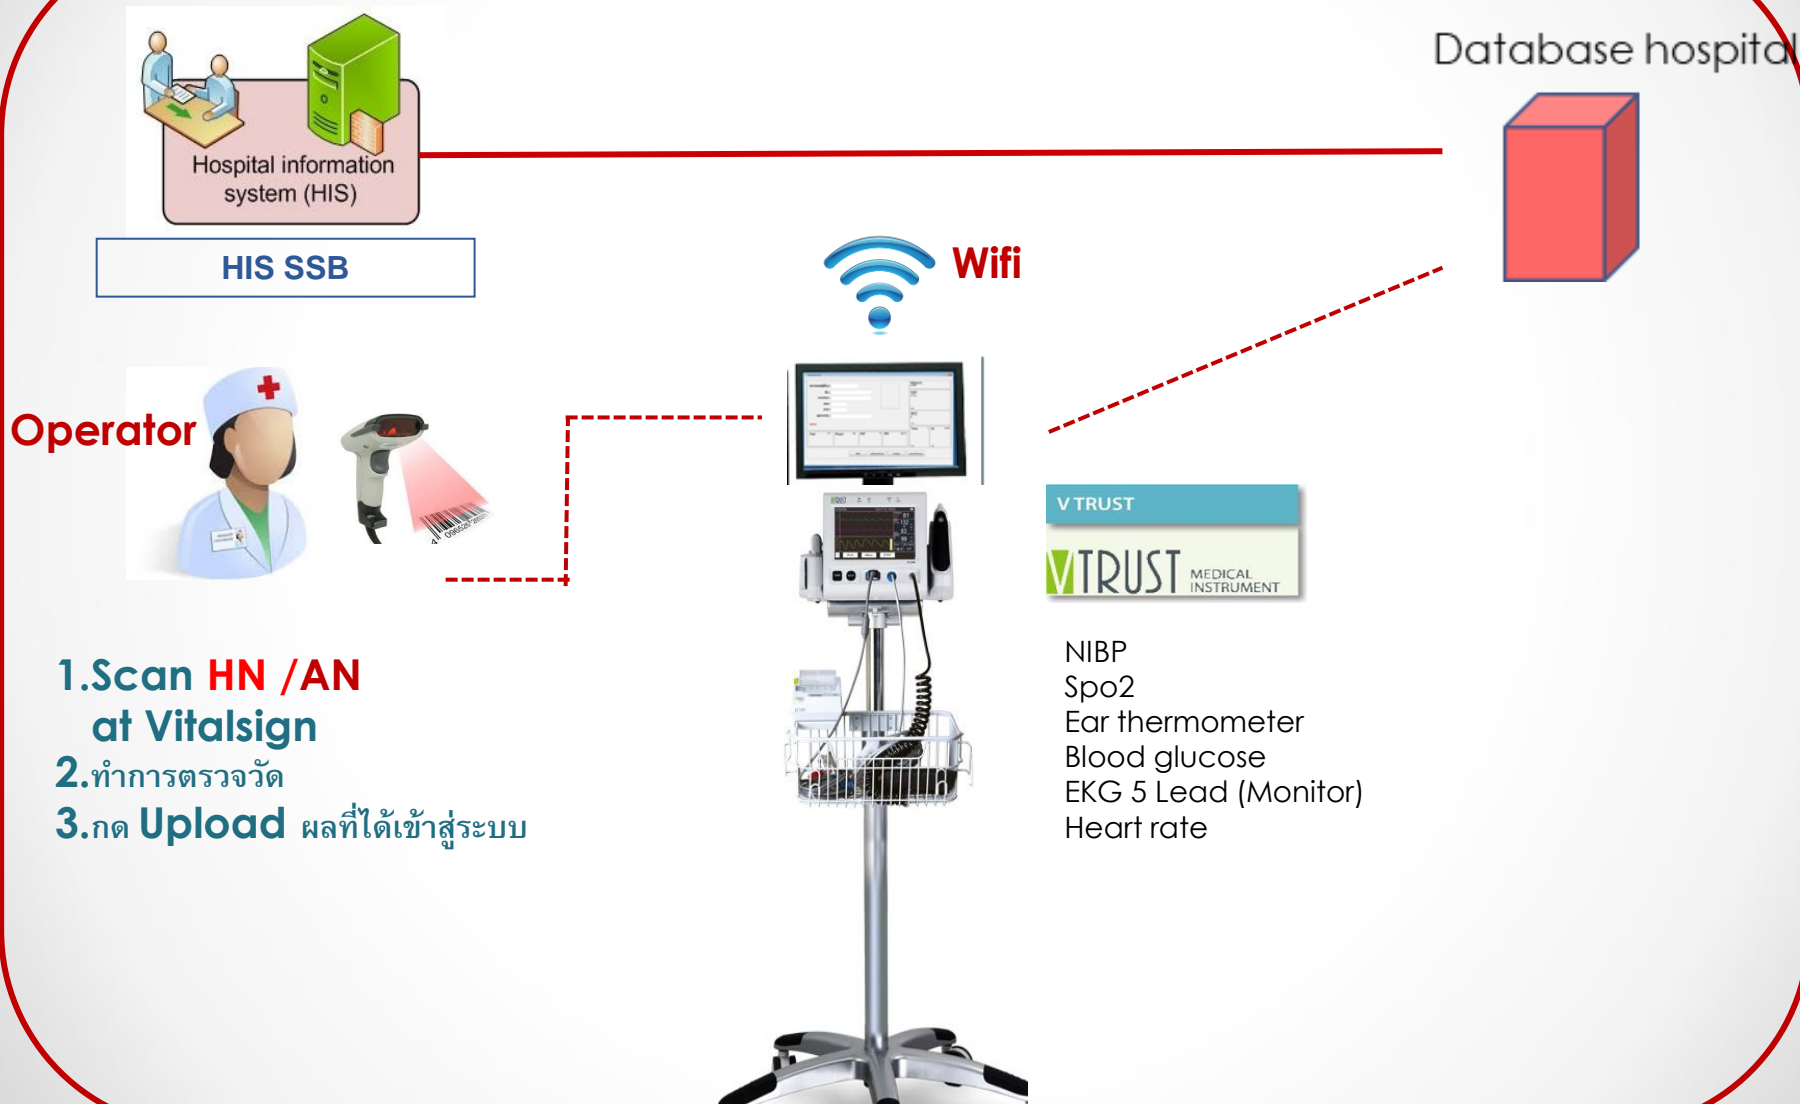 Database hospital
Hospital information
system (HIS)
HIS SSB
Wifi
Operator
V TRUST
VTRUST MEDICAL
INSTRUMENT
1.Scan HN /AN
at Vitalsign
2.ทำการตรวจวัด
3.กด Upload ผลที่ได้เข้าสู่ระบบ
NIBP
Spo2
Ear thermometer
Blood glucose
EKG 5 Lead (Monitor)
Heart rate